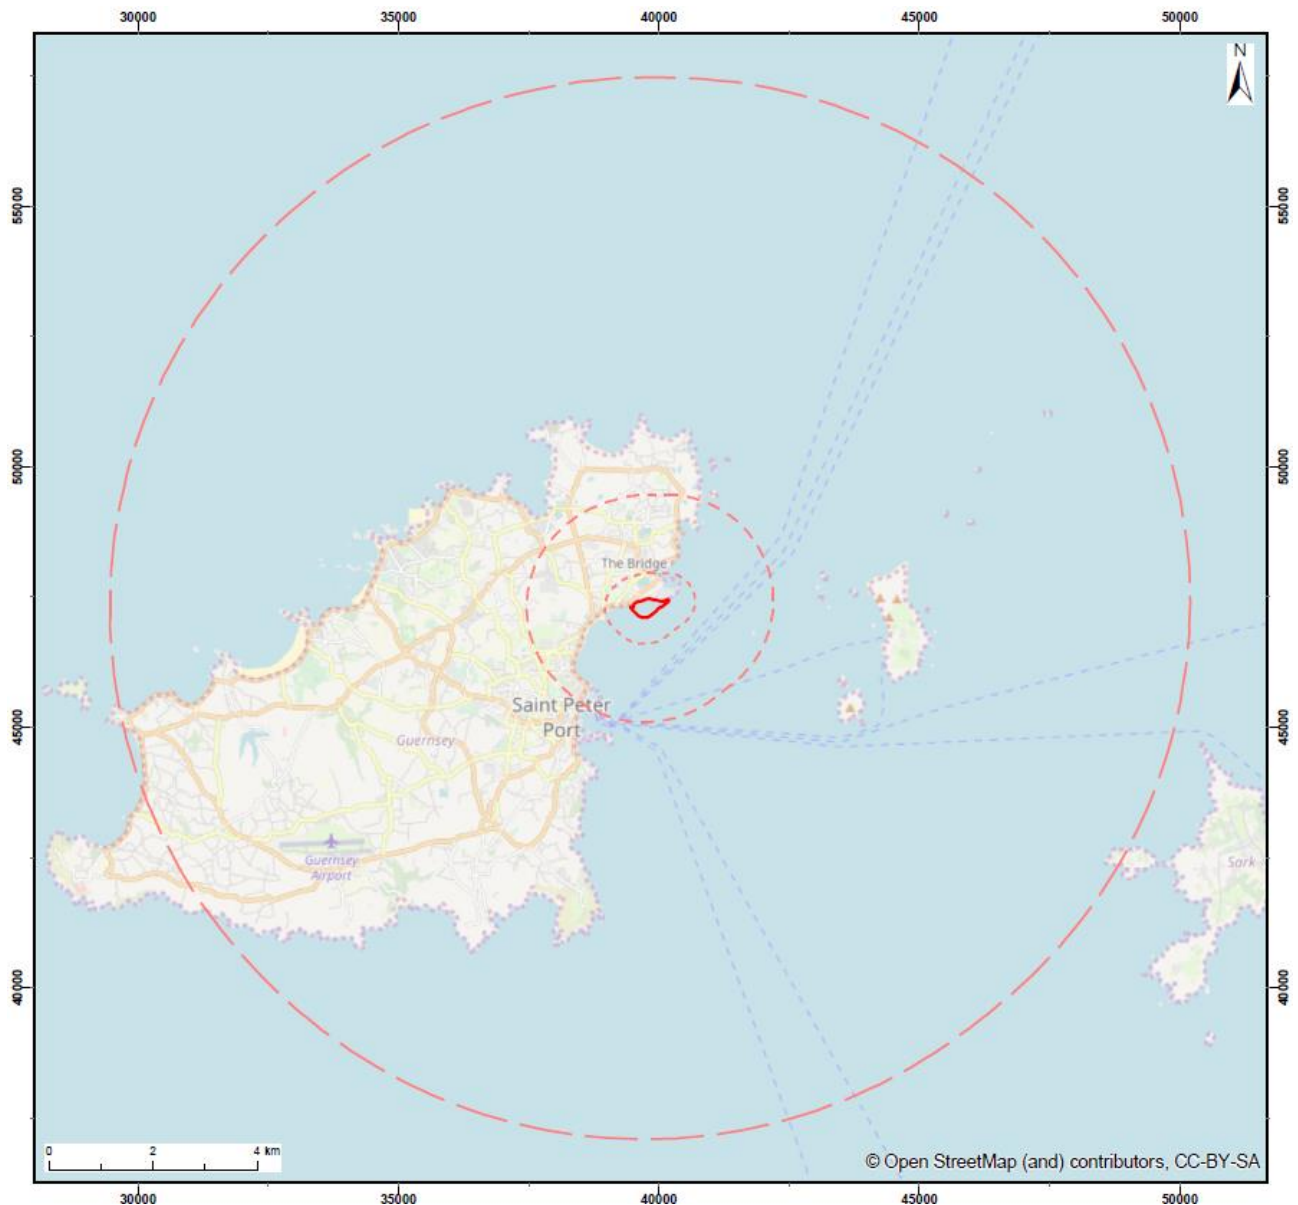 30000 35000 40000 45000 50000
N
55000 55000
50000 50000
The Bridge
Saint Peter
Port
45000 45000
Guernsey
Guernsey
Airport
Sark
40000 40000
0 2 4 km
© Open StreetMap (and) contributors, CC-BY-SA
30000 35000 40000 45000 50000